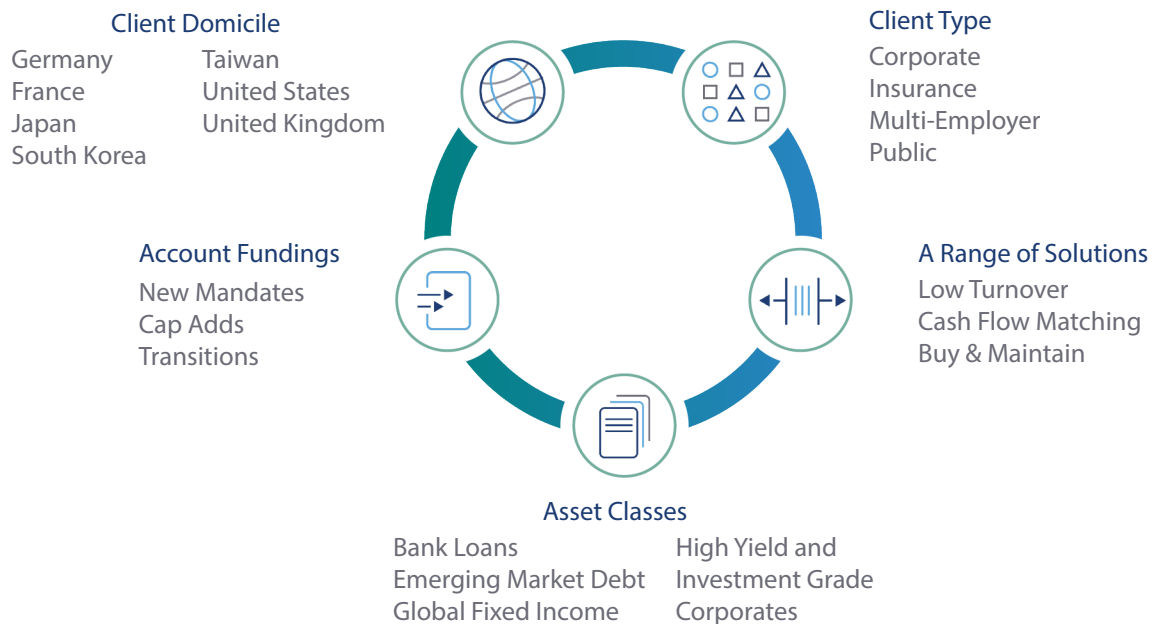 Client Domicile
Germany
France
Japan
South Korea
Taiwan
United States
United Kingdom
Client Type
Corporate
Insurance
Multi-Employer
Public
Account Fundings
New Mandates
Cap Adds
Transitions
A Range of Solutions
Low Turnover
Cash Flow Matching
Buy & Maintain
Asset Classes
Bank Loans
Emerging Market Debt
Global Fixed Income
High Yield and
Investment Grade
Corporates